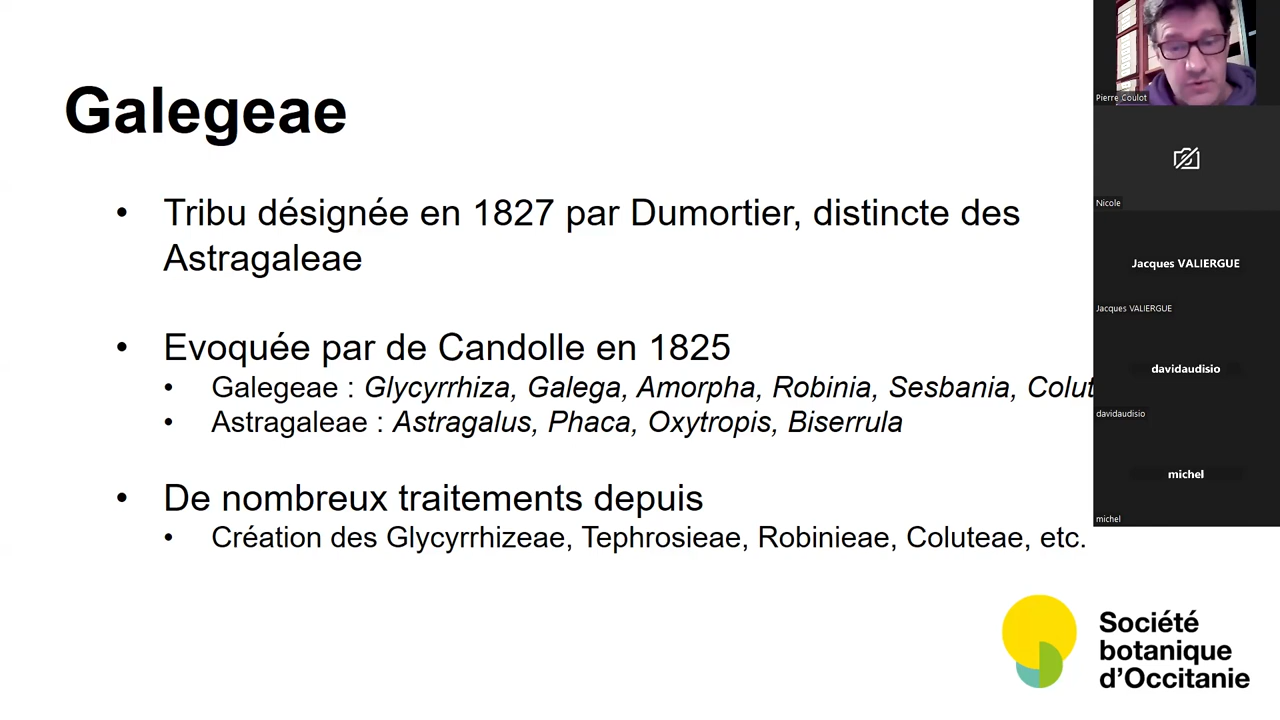 Galegeae
• Tribu désignée en 1827 par Dumortier, distincte des
Astragaleae
• Evoquée par de Candolle en 1825
• Galegeae : Glycyrrhiza, Galega, Amorpha, Robinia, Sesbania, Colut
• Astragaleae : Astragalus, Phaca, Oxytropis, Biserrula
• De nombreux traitements depuis
• Création des Glycyrrhizeae, Tephrosieae, Robinieae, Coluteae, etc.
Pierre Coulot
Nicole
Jacques VALIERGUE
Jacques VALIERGUE
davidaudisio
davidaudisio
michel
michel
Société
botanique
d'Occitanie